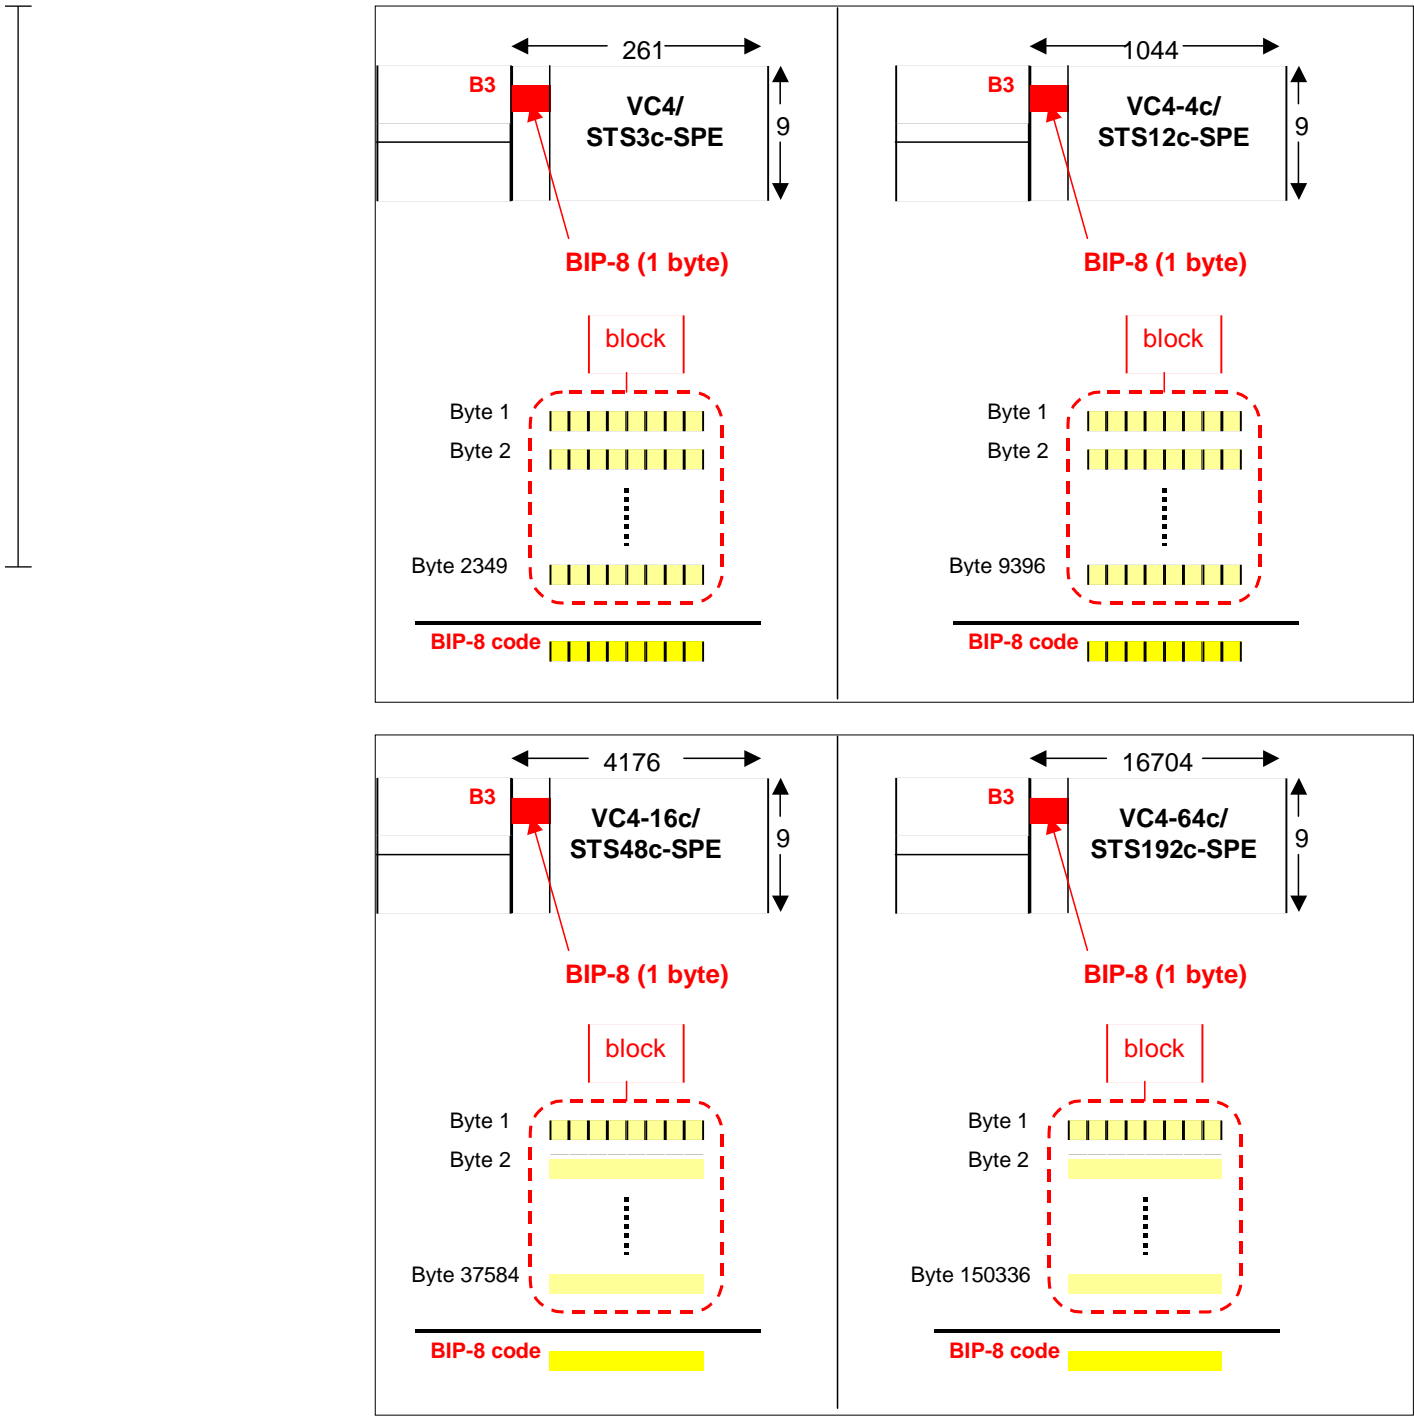 261
B3
VC4/
STS3c-SPE
9
BIP-8 (1 byte)
block
Byte 1
Byte 2
Byte 2349
BIP-8 code
1044
B3
VC4-4c/
STS12c-SPE
9
BIP-8 (1 byte)
block
Byte 1
Byte 2
Byte 9396
BIP-8 code
4176
B3
VC4-16c/
STS48c-SPE
9
BIP-8 (1 byte)
block
Byte 1
Byte 2
Byte 37584
BIP-8 code
16704
B3
VC4-64c/
STS192c-SPE
9
BIP-8 (1 byte)
block
Byte 1
Byte 2
Byte 150336
BIP-8 code